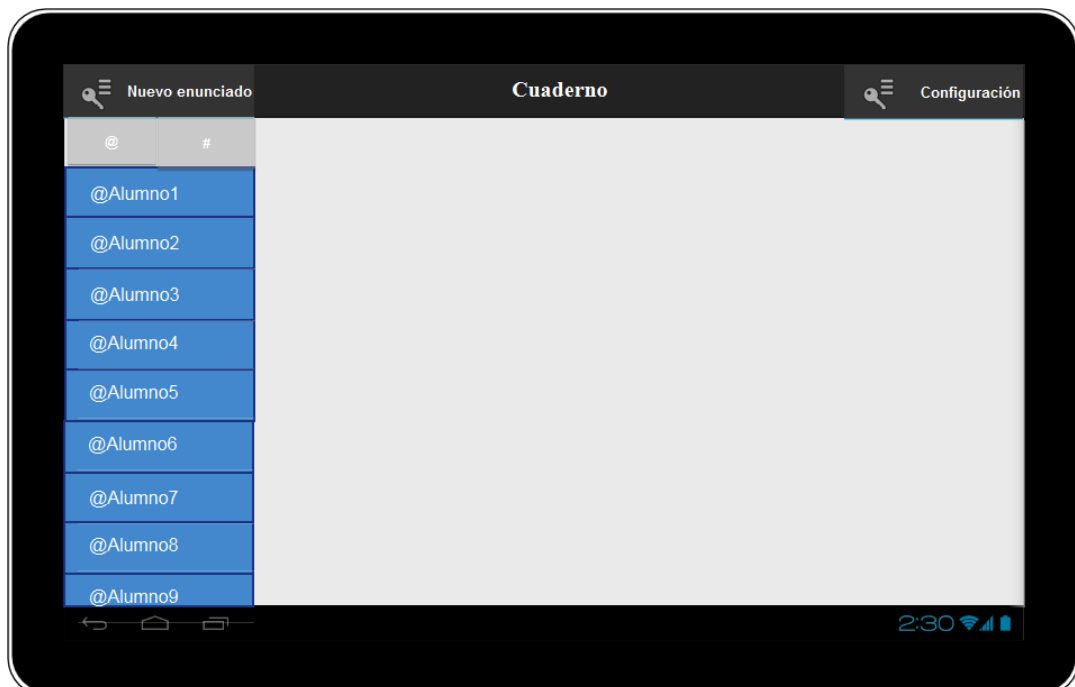 Nuevo enunciado
Cuaderno
Configuración
@ #
@Alumno1
@Alumno2
@Alumno3
@Alumno4
@Alumno5
@Alumno6
@Alumno7
@Alumno8
@Alumno9
2:30